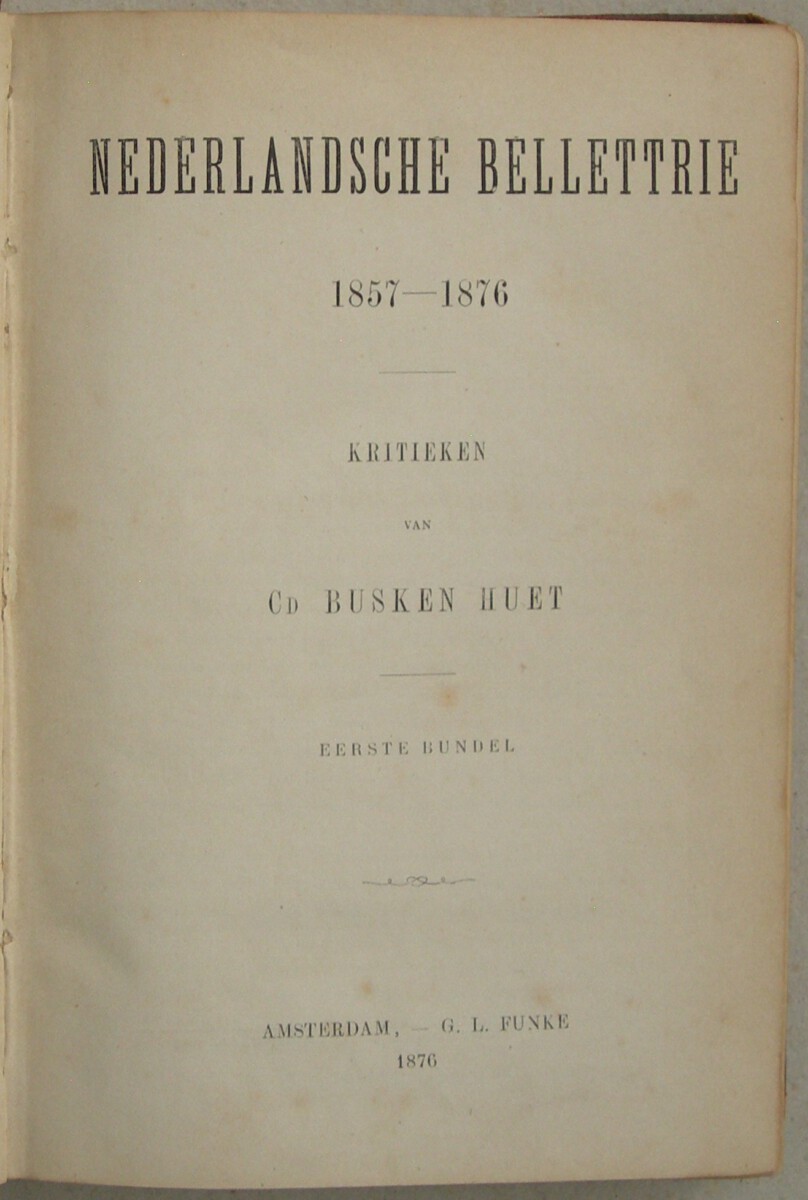 NEDERLANDSCHE BELLETTRIE
1857—1876
KRITIEKEN
VAN
CD BUSKEN HUET
EERSTE BUNDEL
AMSTERDAM, — G. L. FUNKE
1876